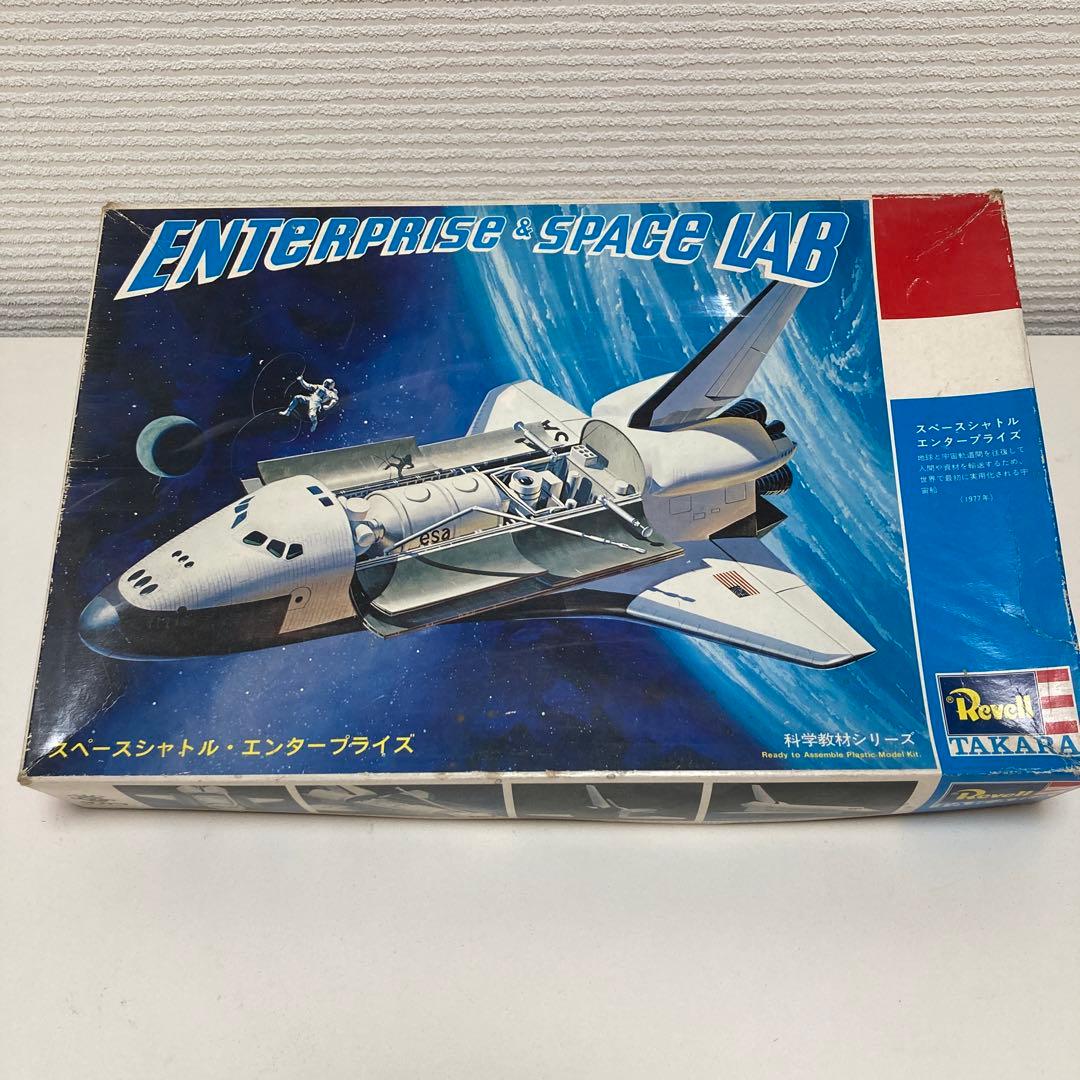 ENTERPRISE & SPACE LAB
esa
スペースシャトル
エンタープライズ
地球と宇宙軌道間を往復して
人間や資材を輸送するため、
世界で最初に実用化される宇
宙船
(1977年)
スペースシャトル・エンタープライズ
科学教材シリーズ
Ready to Assemble Plastic Model Kit.
Revell
TAKARA
Revell